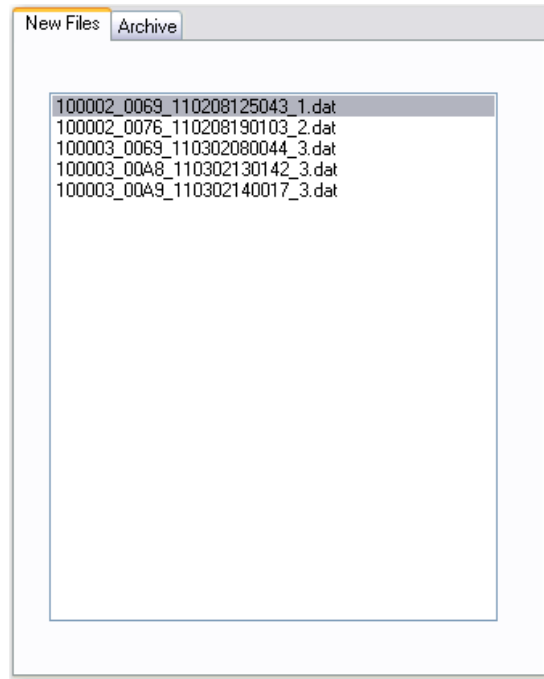 New Files Archive
100002_0069_110208125043_1.dat
100002_0076_110208190103_2.dat
100003_0069_110302080044_3.dat
100003_00A8_110302130142_3.dat
100003_00A9_110302140017_3.dat